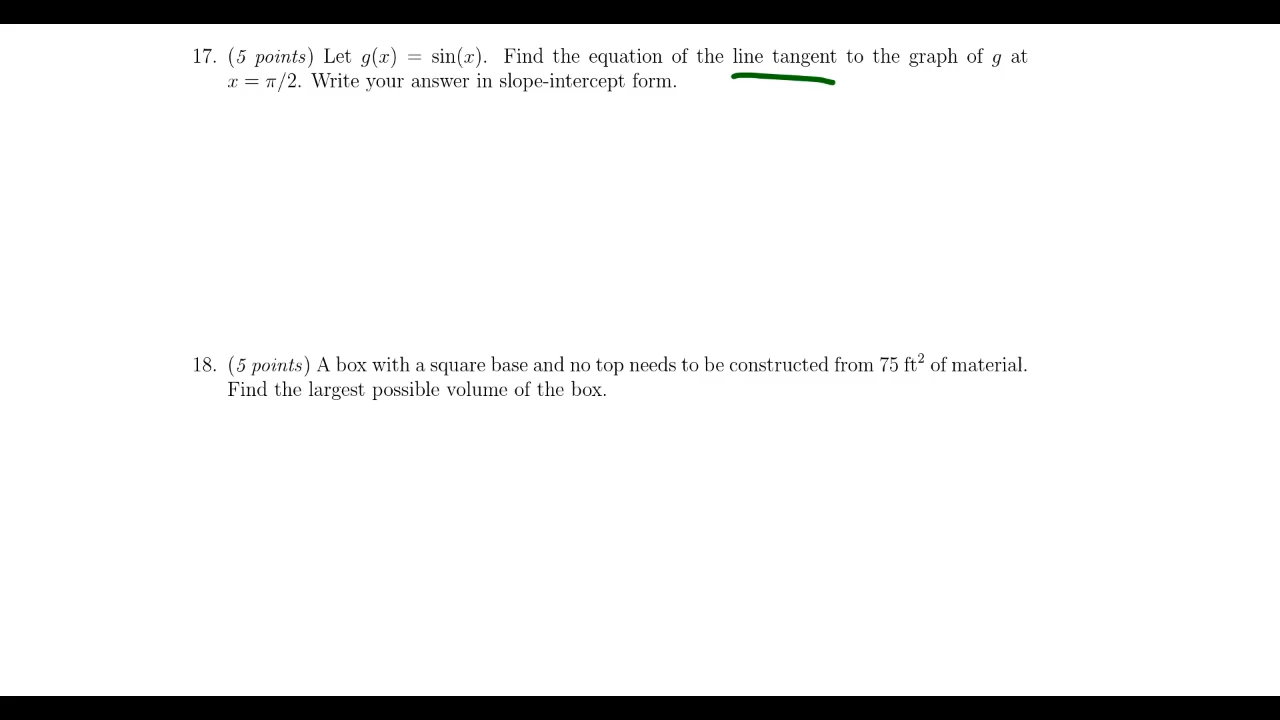 17. (5 points) Let g(x) = sin(x). Find the equation of the line tangent to the graph of g at
x = π/2. Write your answer in slope-intercept form.
18. (5 points) A box with a square base and no top needs to be constructed from 75 ft² of material.
Find the largest possible volume of the box.